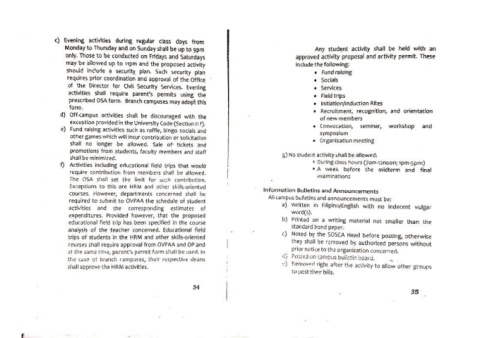 c) Evening activities during regular class days from
Monday to Thursday and on Sunday shall be up to 9pm
only. Those to be conducted on Fridays and Saturdays
may be allowed up to 11pm and the proposed activity
should include a security plan. Such security plan
requires prior coordination and approval of the Office
of the Director for Civil Security Services. Evening
activities shall require parent's permits using the
prescribed OSA form. Branch campuses may adopt this
form.
d) Off-campus activities shall be discouraged with the
exception provided in the University Code (Section II f).
e) Fund raising activities such as raffle, bingo socials and
other games which will incur contribution or solicitation
shall no longer be allowed. Sale of tickets and
promotions from students, faculty members and staff
shall be minimized.
f) Activities including educational field trips that would
require contribution from members shall be allowed.
The OSA shall set the limit for such contribution.
Exceptions to this are HRM and other skills-oriented
courses. However, departments concerned shall be
required to submit to OVPAA the schedule of student
activities and the corresponding estimates of
expenditures. Provided however, that the proposed
educational field trip has been specified in the course
analysis of the teacher concerned. Educational field
trips of students in the HRM and other skills-oriented
courses shall require approval from OVPAA and OP and
at the same time, parent's permit form shall be used. In
the case of branch campuses, their respective deans
shall approve the HRM activities.
34
Any student activity shall be held with an
approved activity proposal and activity permit. These
include the following:
• Fund raising
• Socials
• Services
• Field trips
• Initiation/Induction Rites
• Recruitment, recognition, and orientation
of new members
• Convocation, seminar, workshop and
symposium
• Organization meeting
g) No student activity shall be allowed:
• During class hours (7am-12noon; 1pm-5pm)
• A week before the midterm and final
examinations
Information Bulletins and Announcements
All campus bulletins and announcements must be:
a) Written in Filipino/English with no indecent vulgar
word(s).
b) Printed on a writing material not smaller than the
standard bond paper.
c) Noted by the SOSCA Head before posting, otherwise
they shall be removed by authorized persons without
prior notice to the organization concerned.
d) Posted on campus bulletin board.
e) Removed right after the activity to allow other groups
to post their bills.
35